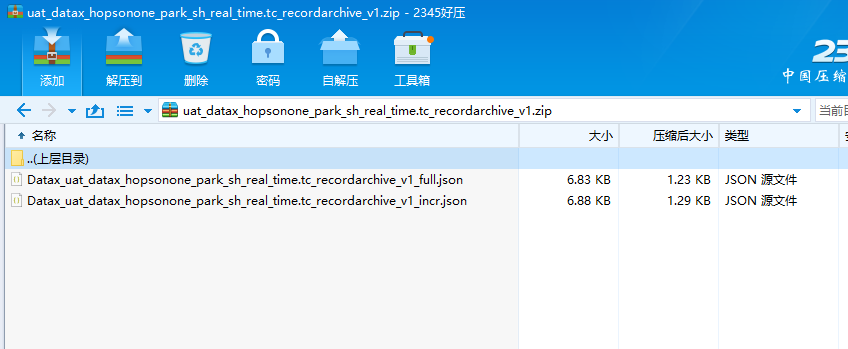 uat_datax_hopsonone_park_sh_real_time.tc_recordarchive_v1.zip - 2345好压
添加 解压到 删除 密码 自解压 工具箱
23
中国压缩
uat_datax_hopsonone_park_sh_real_time.tc_recordarchive_v1.zip 当前目
名称 大小 压缩后大小 类型
..(上层目录)
Datax_uat_datax_hopsonone_park_sh_real_time.tc_recordarchive_v1_full.json 6.83 KB 1.23 KB JSON 源文件
Datax_uat_datax_hopsonone_park_sh_real_time.tc_recordarchive_v1_incr.json 6.88 KB 1.29 KB JSON 源文件